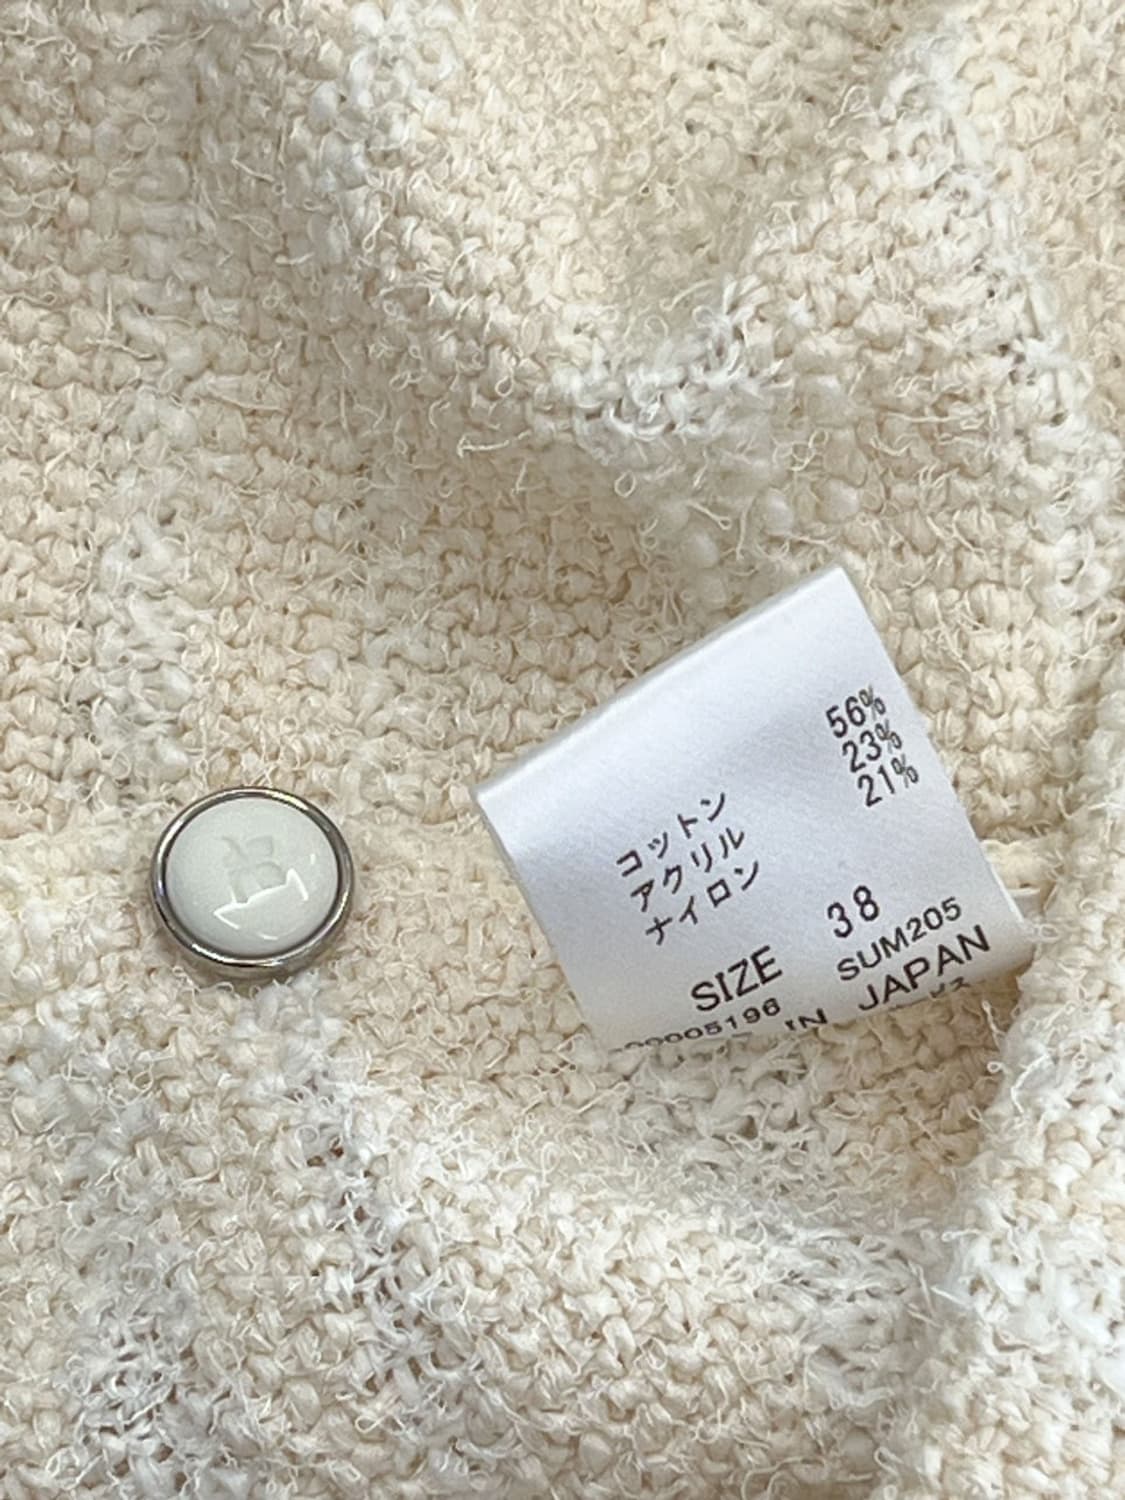 コットン 56%
アクリル 23%
ナイロン 21%
SIZE 38
SUM205
IN JAPAN